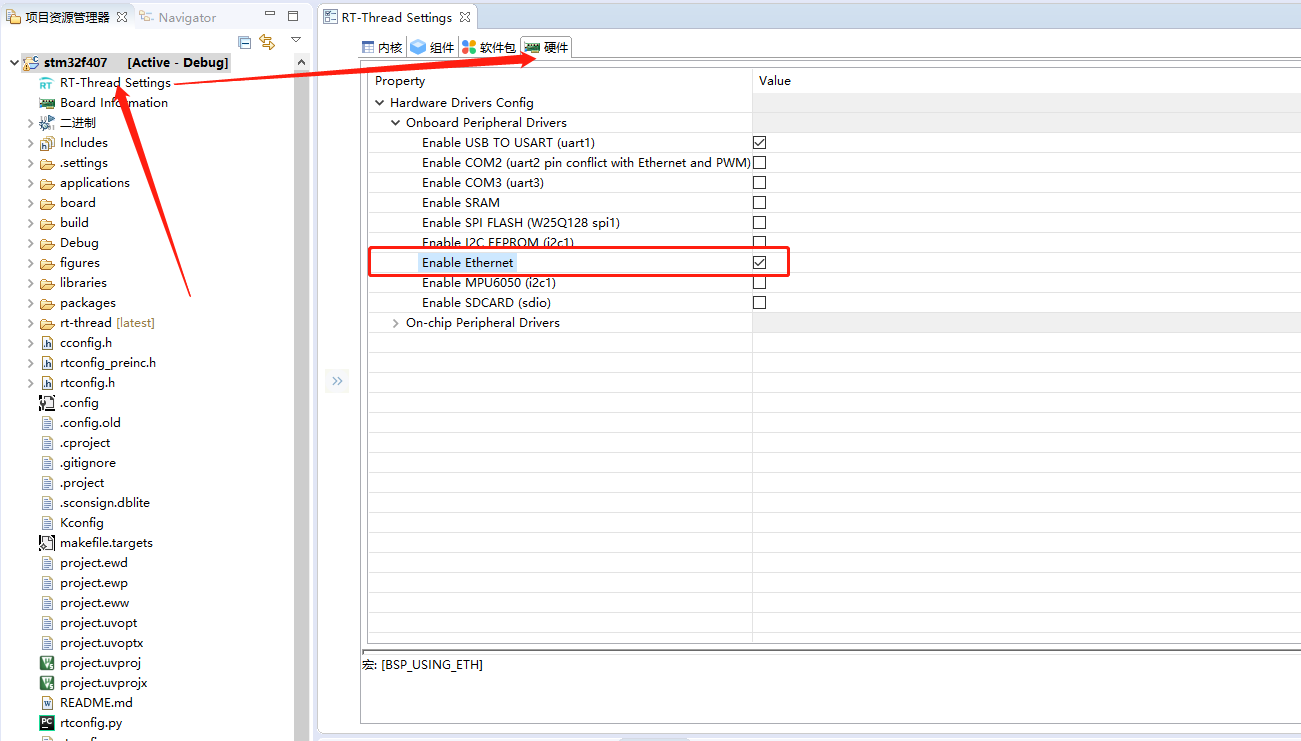 项目资源管理器
Navigator
stm32f407 [Active - Debug]
RT-Thread Settings
Board Information
二进制
Includes
.settings
applications
board
build
Debug
figures
libraries
packages
rt-thread [latest]
cconfig.h
rtconfig_preinc.h
rtconfig.h
.config
.config.old
.cproject
.gitignore
.project
.sconsign.dblite
Kconfig
makefile.targets
project.ewd
project.ewp
project.eww
project.uvopt
project.uvoptx
project.uvproj
project.uvprojx
README.md
rtconfig.py
RT-Thread Settings
内核
组件
软件包
硬件
Property Value
Hardware Drivers Config
Onboard Peripheral Drivers
Enable USB TO USART (uart1)
Enable COM2 (uart2 pin conflict with Ethernet and PWM)
Enable COM3 (uart3)
Enable SRAM
Enable SPI FLASH (W25Q128 spi1)
Enable I2C EEPROM (i2c1)
Enable Ethernet
Enable MPU6050 (i2c1)
Enable SDCARD (sdio)
On-chip Peripheral Drivers
宏: [BSP_USING_ETH]